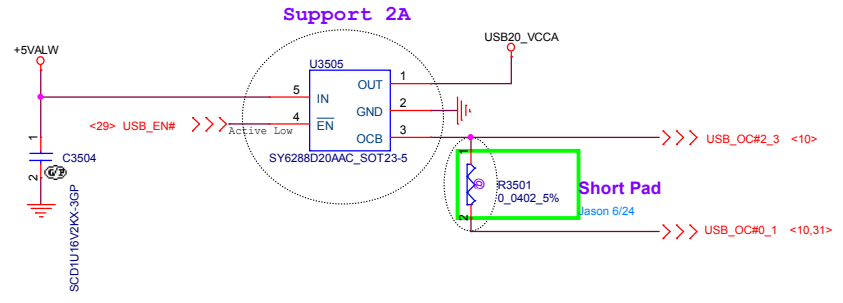 Support 2A
+5VALW
USB20_VCCA
U3505
1
OUT
5
IN
2
GND
<29> USB_EN#
4
EN
Active Low
3
OCB
USB_OC#2_3 <10>
SY6288D20AAC_SOT23-5
1
C3504
2
SCD1U16V2KX-3GP
1
@
R3501
0_0402_5%
2
Short Pad
Jason 6/24
USB_OC#0_1 <10,31>